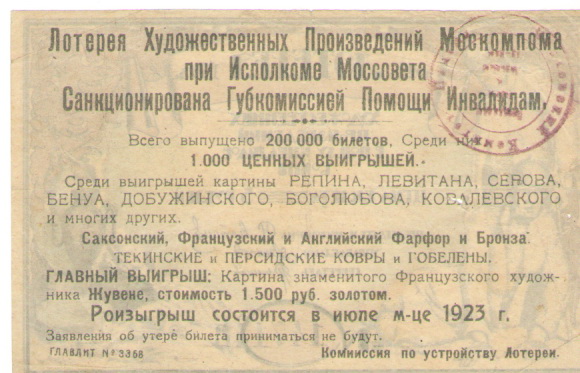 Лотерея Художественных Произведений Москомпома
при Исполкоме Моссовета
Санкционирована Губкомиссией Помощи Инвалидам.
Всего выпущено 200 000 билетов, Среди них
1.000 ЦЕННЫХ ВЫИГРЫШЕЙ.
Среди выигрышей картины РЕПИНА, ЛЕВИТАНА, СЕРОВА,
БЕНУА, ДОБУЖИНСКОГО, БОГОЛЮБОВА, КОВАЛЕВСКОГО
и многих других.
Саксонский, Французский и Английский Фарфор и Бронза.
ТЕКИНСКИЕ и ПЕРСИДСКИЕ КОВРЫ и ГОБЕЛЕНЫ.
ГЛАВНЫЙ ВЫИГРЫШ: Картина знаменитого Французского худож-
ника Жувене, стоимость 1.500 руб. золотом.
Роизыгрыш состоится в июле м-це 1923 г.
Заявления об утере билета приниматься не будут.
ГЛАВЛИТ № 3368 Комиссия по устройству Лотереи.